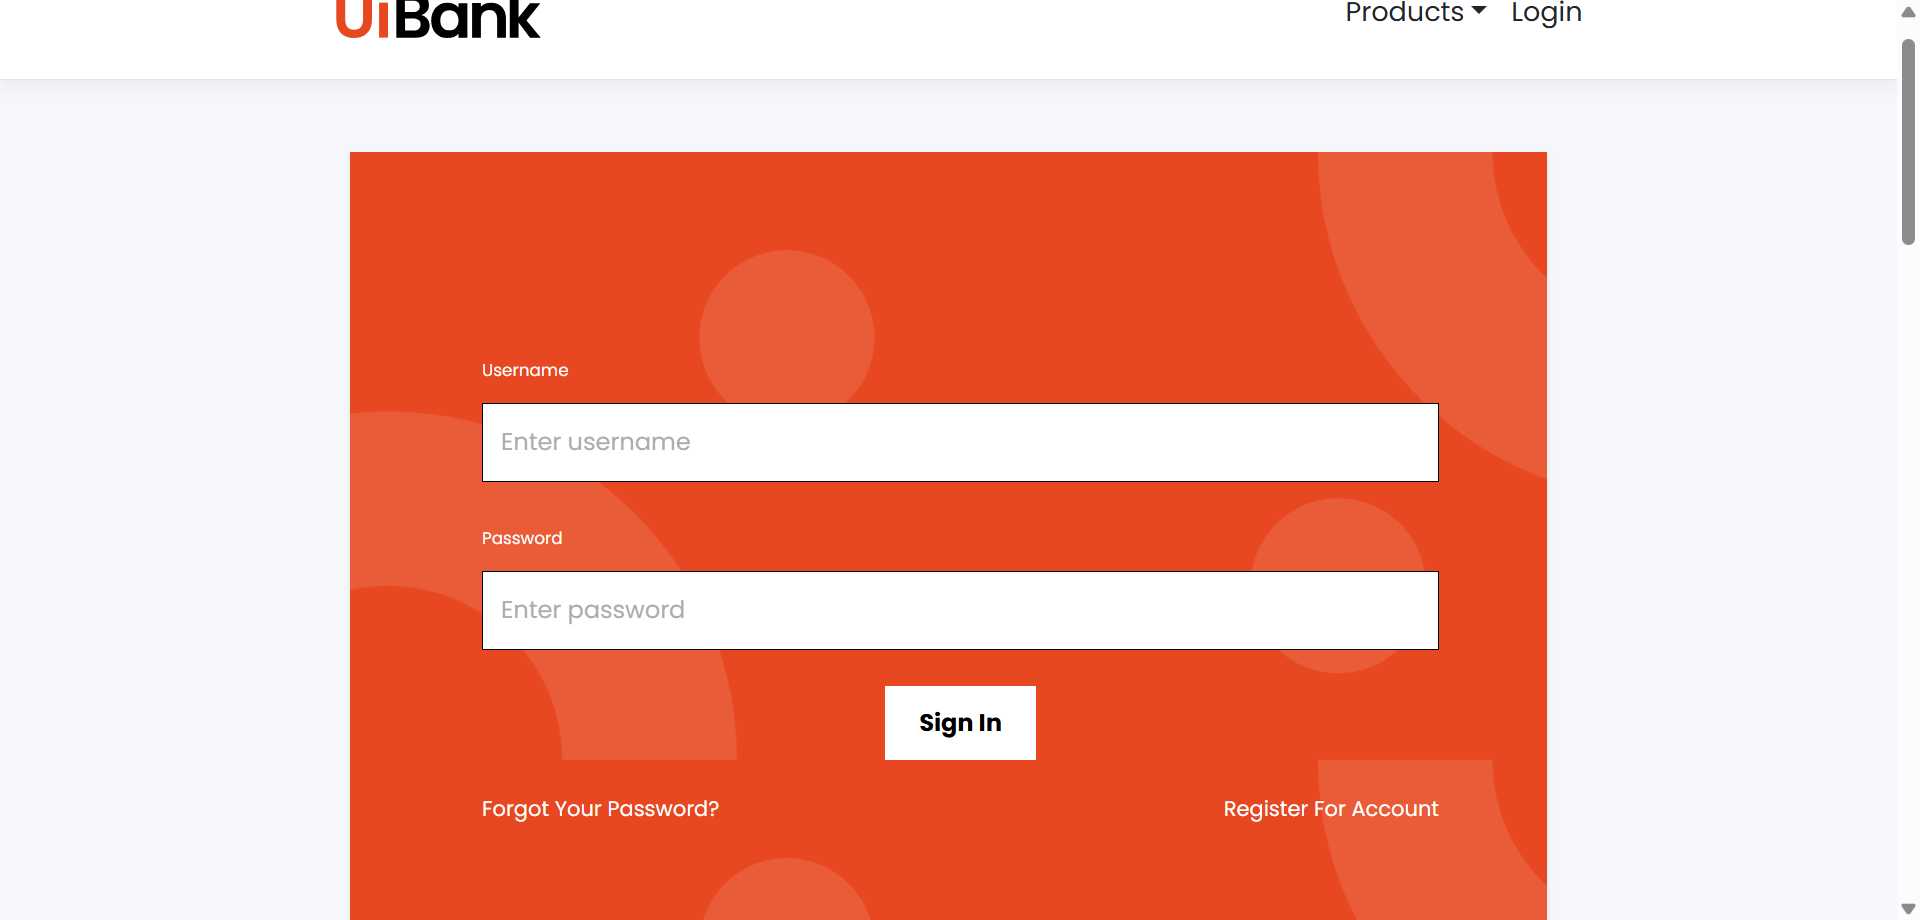 UiBank
Products Login
Username
Enter username
Password
Enter password
Sign In
Forgot Your Password? Register For Account